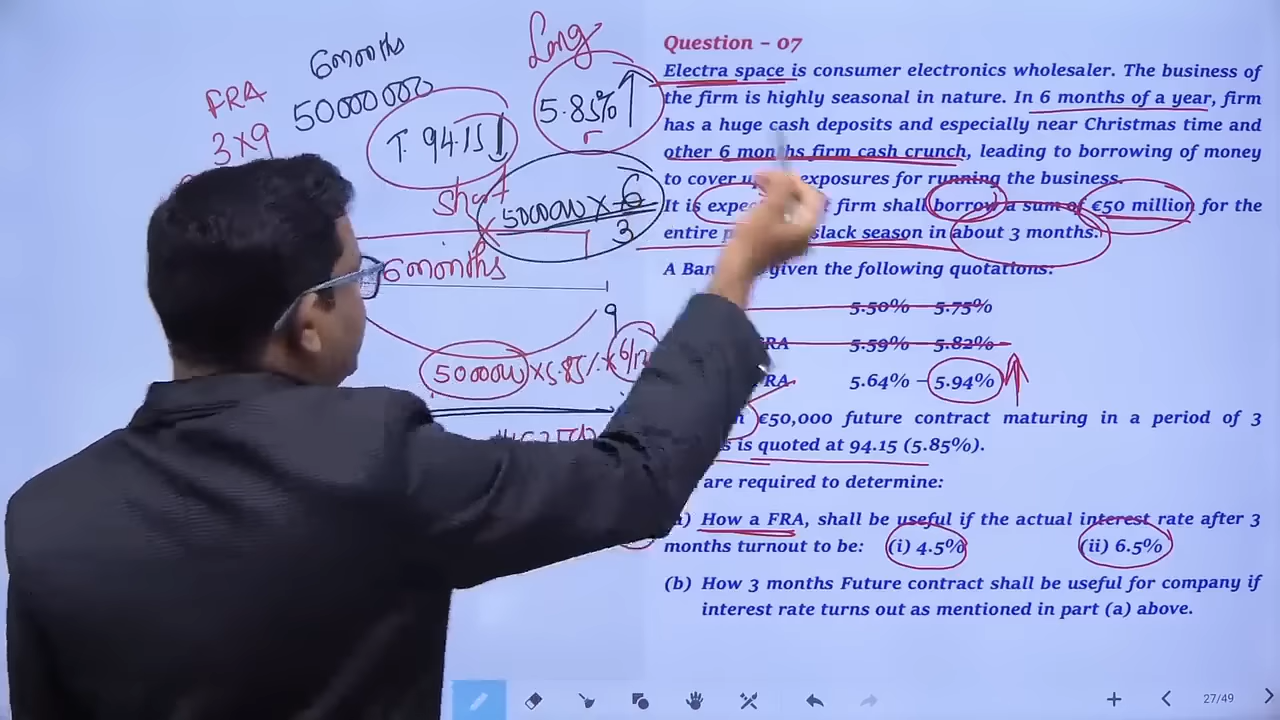 Long
6 months
FRA
50000000
3X9
T. 94.15
5.85% ↑
r
Short
5000000 × 6
3
6 months
9
5000000 × 5.85% × 6/12
Question – 07
Electra space is consumer electronics wholesaler. The business of
the firm is highly seasonal in nature. In 6 months of a year, firm
has a huge cash deposits and especially near Christmas time and
other 6 months firm cash crunch, leading to borrowing of money
to cover up exposures for running the business.
It is firm shall borrow a sum of €50 million for the
entire slack season in about 3 months.
A Ban given the following quotations:
5.50% – 5.75%
RA 5.59% – 5.82%
RA 5.64% – 5.94%
€50,000 future contract maturing in a period of 3
s is quoted at 94.15 (5.85%).
are required to determine:
) How a FRA, shall be useful if the actual interest rate after 3
months turnout to be: (i) 4.5% (ii) 6.5%
(b) How 3 months Future contract shall be useful for company if
interest rate turns out as mentioned in part (a) above.
27/49